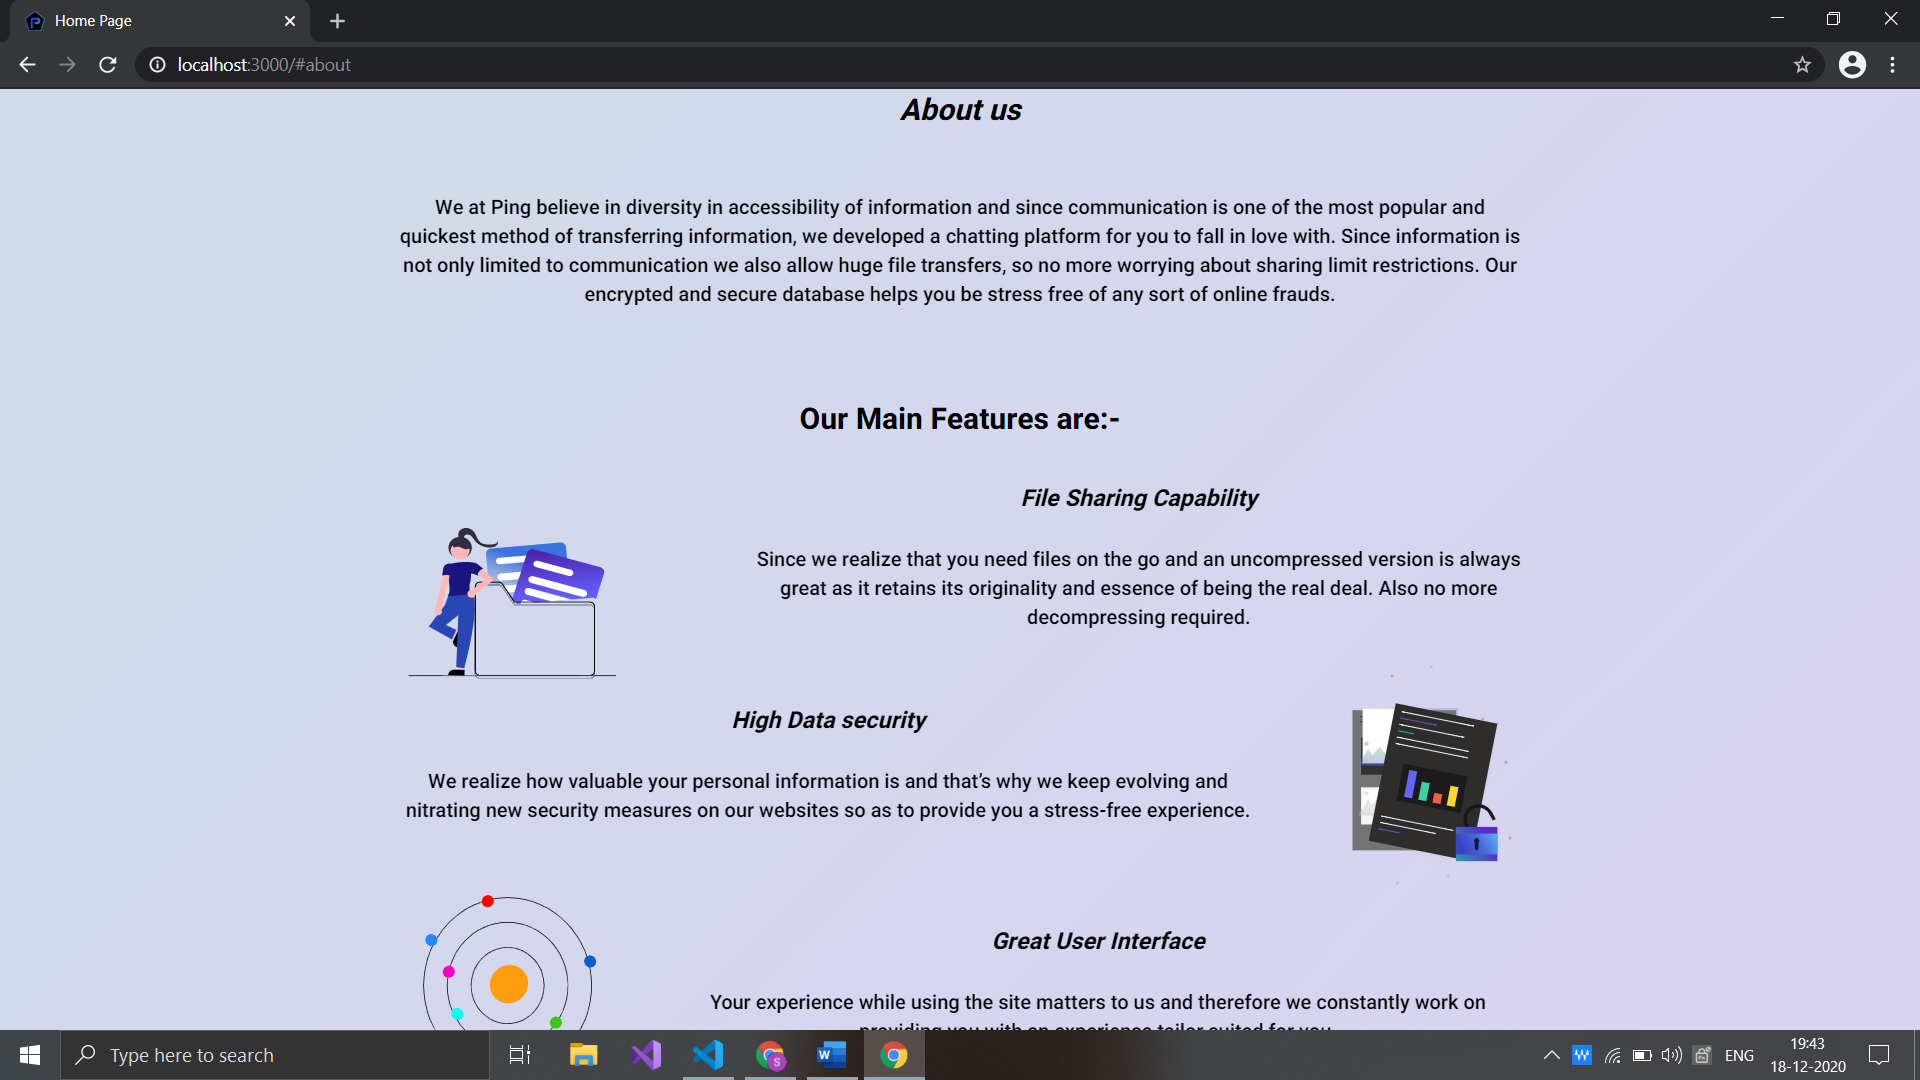 Home Page
localhost:3000/#about
About us
We at Ping believe in diversity in accessibility of information and since communication is one of the most popular and
quickest method of transferring information, we developed a chatting platform for you to fall in love with. Since information is
not only limited to communication we also allow huge file transfers, so no more worrying about sharing limit restrictions. Our
encrypted and secure database helps you be stress free of any sort of online frauds.
Our Main Features are:-
File Sharing Capability
Since we realize that you need files on the go and an uncompressed version is always
great as it retains its originality and essence of being the real deal. Also no more
decompressing required.
High Data security
We realize how valuable your personal information is and that’s why we keep evolving and
nitrating new security measures on our websites so as to provide you a stress-free experience.
Great User Interface
Your experience while using the site matters to us and therefore we constantly work on
providing you with an experience tailor suited for you
Type here to search
S
W
W
ENG
19:43
18-12-2020